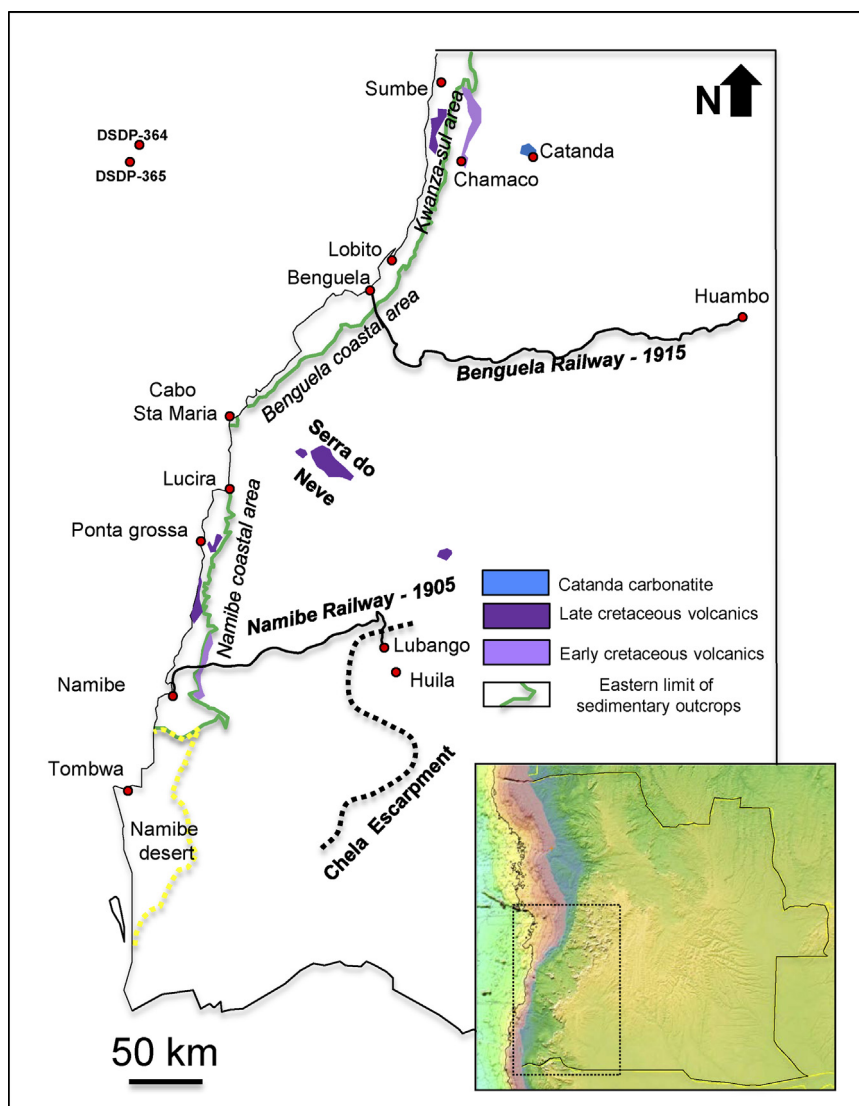 Sumbe
N
DSDP-364
DSDP-365
Kwanza-sul area
Catanda
Chamaco
Lobito
Benguela
Huambo
Benguela coastal area
Benguela Railway - 1915
Cabo
Sta Maria
Serra do
Neve
Lucira
Ponta grossa
Namibe coastal area
Namibe Railway - 1905
Catanda carbonatite
Late cretaceous volcanics
Early cretaceous volcanics
Eastern limit of
sedimentary outcrops
Lubango
Huila
Namibe
Tombwa
Chela Escarpment
Namibe
desert
50 km